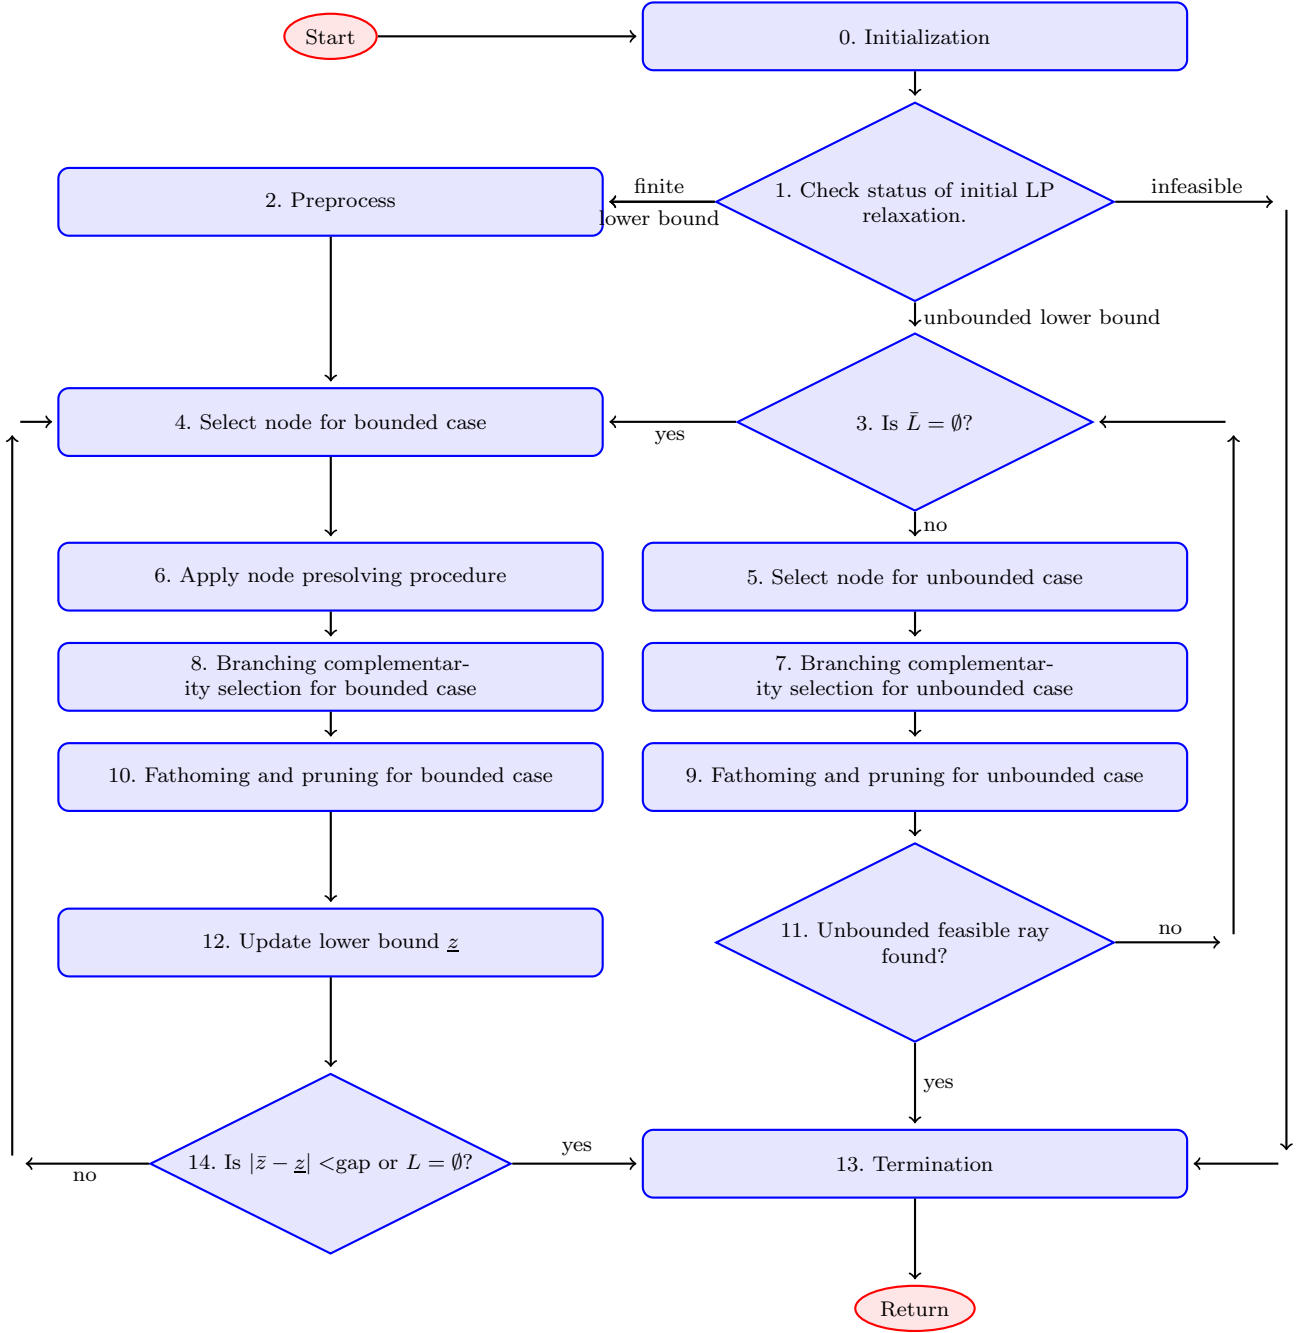 Start
0. Initialization
1. Check status of initial LP
relaxation.
finite
lower bound
infeasible
2. Preprocess
unbounded lower bound
3. Is L̄ = ∅?
yes
4. Select node for bounded case
no
6. Apply node presolving procedure
5. Select node for unbounded case
8. Branching complementar-
ity selection for bounded case
7. Branching complementar-
ity selection for unbounded case
10. Fathoming and pruning for bounded case
9. Fathoming and pruning for unbounded case
12. Update lower bound z̲
11. Unbounded feasible ray
found?
no
yes
14. Is |z̄ − z̲| <gap or L = ∅?
yes
no
13. Termination
Return